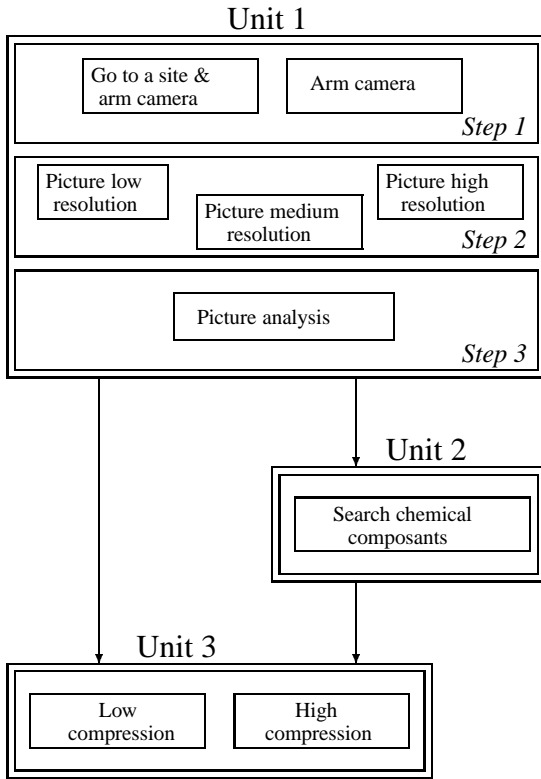 Unit 1
Go to a site &
arm camera
Arm camera
Step 1
Picture low
resolution
Picture medium
resolution
Picture high
resolution
Step 2
Picture analysis
Step 3
Unit 2
Search chemical
composants
Unit 3
Low
compression
High
compression